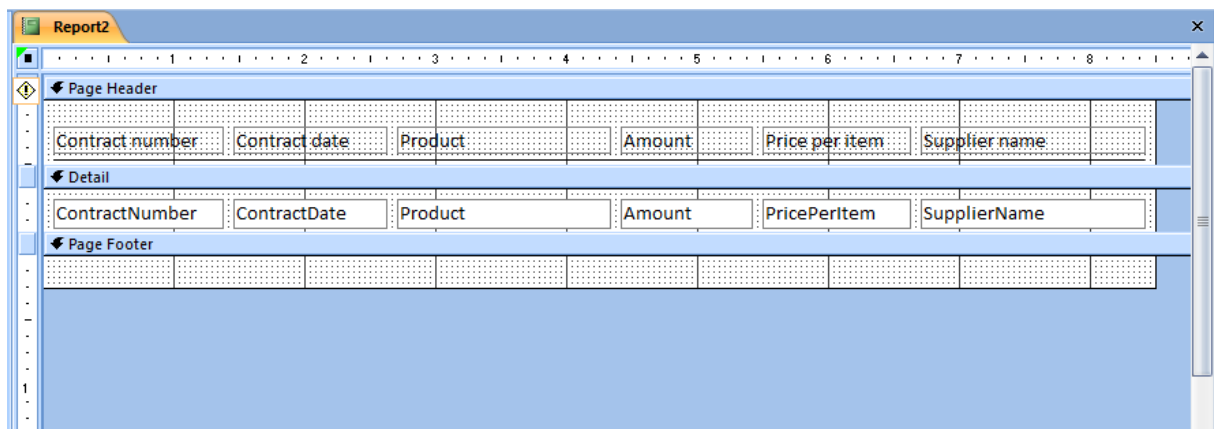 Report2
1 2 3 4 5 6 7 8
Page Header
Contract number Contract date Product Amount Price per item Supplier name
Detail
ContractNumber ContractDate Product Amount PricePerItem SupplierName
Page Footer
1